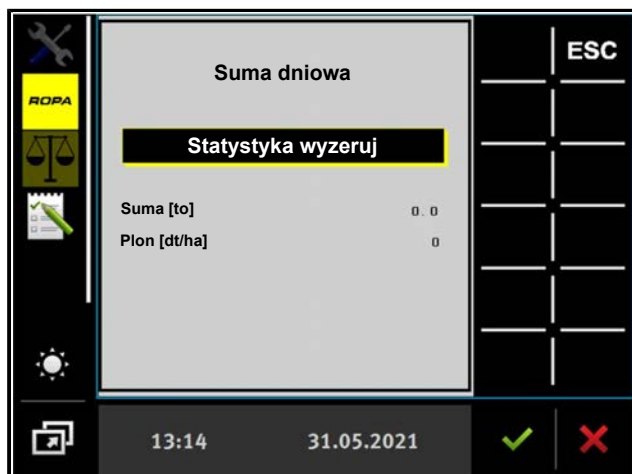 ESC
ROPA
Suma dniowa
Statystyka wyzeruj
Suma [to] 0.0
Plon [dt/ha] 0
13:14 31.05.2021